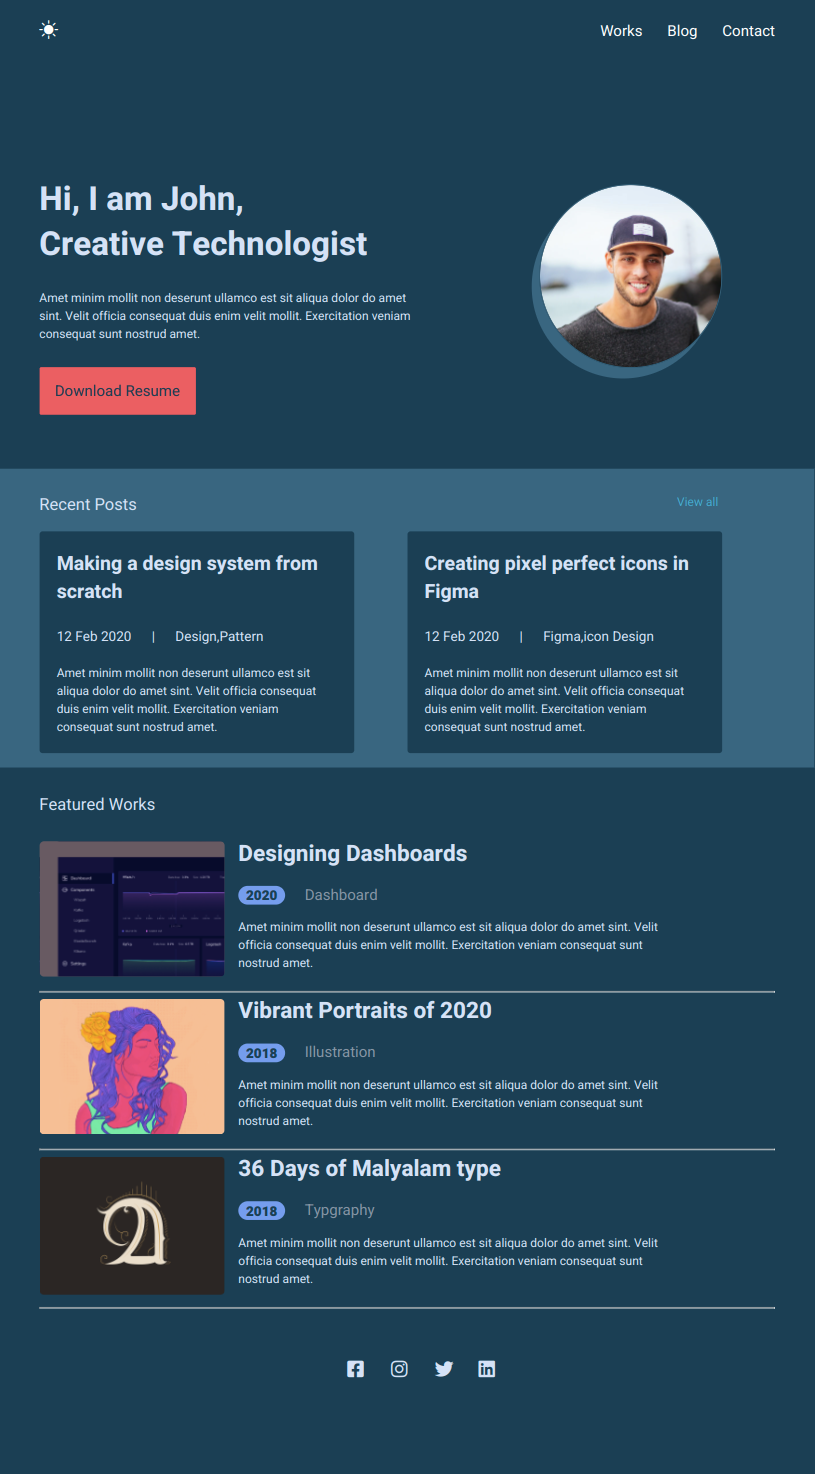 Works Blog Contact
Hi, I am John,
Creative Technologist
Amet minim mollit non deserunt ullamco est sit aliqua dolor do amet
sint. Velit officia consequat duis enim velit mollit. Exercitation veniam
consequat sunt nostrud amet.
Download Resume
Recent Posts
View all
Making a design system from
scratch
12 Feb 2020 | Design,Pattern
Amet minim mollit non deserunt ullamco est sit
aliqua dolor do amet sint. Velit officia consequat
duis enim velit mollit. Exercitation veniam
consequat sunt nostrud amet.
Creating pixel perfect icons in
Figma
12 Feb 2020 | Figma,icon Design
Amet minim mollit non deserunt ullamco est sit
aliqua dolor do amet sint. Velit officia consequat
duis enim velit mollit. Exercitation veniam
consequat sunt nostrud amet.
Featured Works
Dashboard
Components
Settings
Designing Dashboards
2020 Dashboard
Amet minim mollit non deserunt ullamco est sit aliqua dolor do amet sint. Velit
officia consequat duis enim velit mollit. Exercitation veniam consequat sunt
nostrud amet.
Vibrant Portraits of 2020
2018 Illustration
Amet minim mollit non deserunt ullamco est sit aliqua dolor do amet sint. Velit
officia consequat duis enim velit mollit. Exercitation veniam consequat sunt
nostrud amet.
36 Days of Malyalam type
2018 Typgraphy
Amet minim mollit non deserunt ullamco est sit aliqua dolor do amet sint. Velit
officia consequat duis enim velit mollit. Exercitation veniam consequat sunt
nostrud amet.